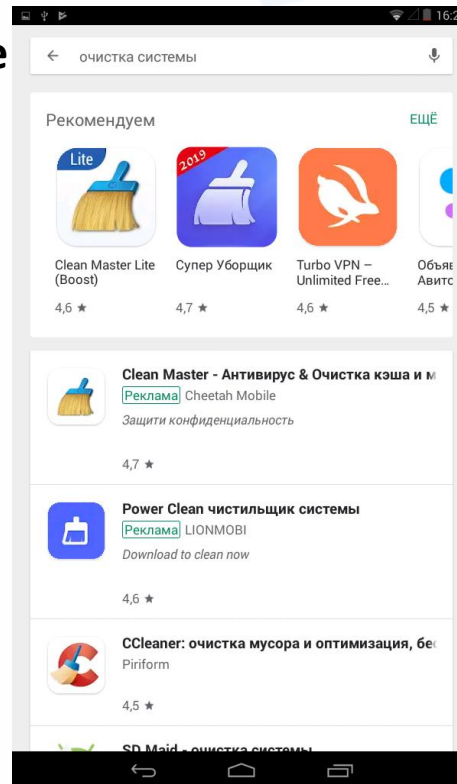 16:2
е
очистка системы
Рекомендуем
ЕЩЁ
Lite
2019
Clean Master Lite
(Boost)
4,6 ★
Супер Уборщик
4,7 ★
Turbo VPN –
Unlimited Free...
4,6 ★
Объяв
Авито
4,5 ★
Clean Master - Антивирус & Очистка кэша и м
Реклама Cheetah Mobile
Защити конфиденциальность
4,7 ★
Power Clean чистильщик системы
Реклама LIONMOBI
Download to clean now
4,6 ★
CCleaner: очистка мусора и оптимизация, бес
Piriform
4,5 ★
SD Maid - очистка системы